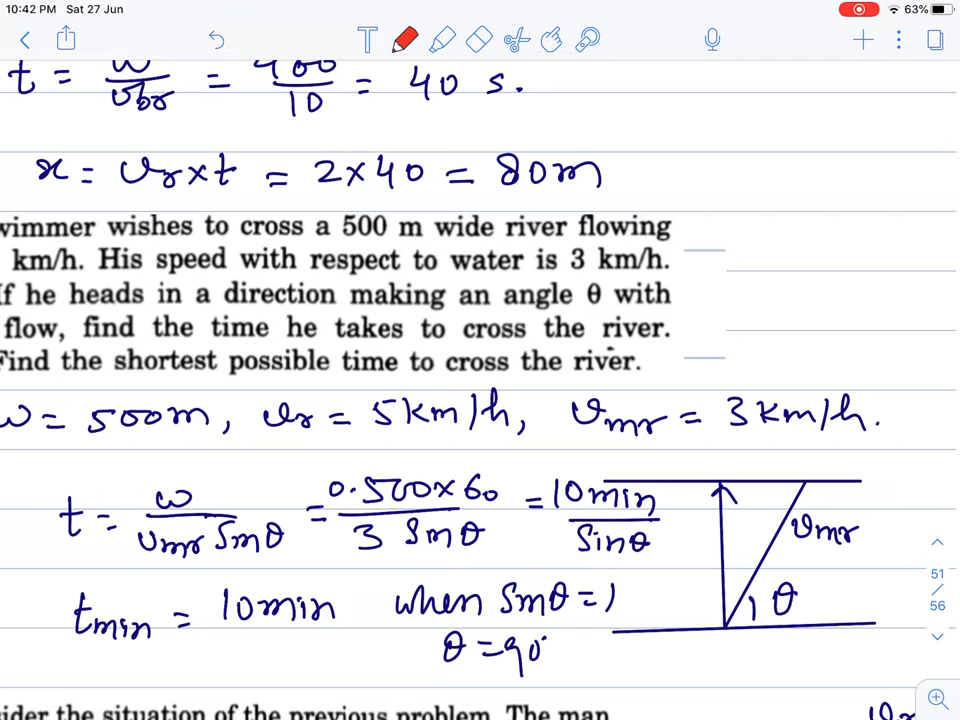 10:42 PM Sat 27 Jun
63%
t = w/vbr = 400/10 = 40 s.
x = vr × t = 2 × 40 = 80m
wimmer wishes to cross a 500 m wide river flowing
km/h. His speed with respect to water is 3 km/h.
If he heads in a direction making an angle θ with
flow, find the time he takes to cross the river.
Find the shortest possible time to cross the river.
w = 500m, vr = 5km/h, vmr = 3km/h.
t = w/vmr Sinθ = 0.500×60/3 Sinθ = 10min/Sinθ
vmr
θ
tmin = 10min when Sinθ = 1
θ = 90°
51
/
56
ider the situation of the previous problem. The man
vr